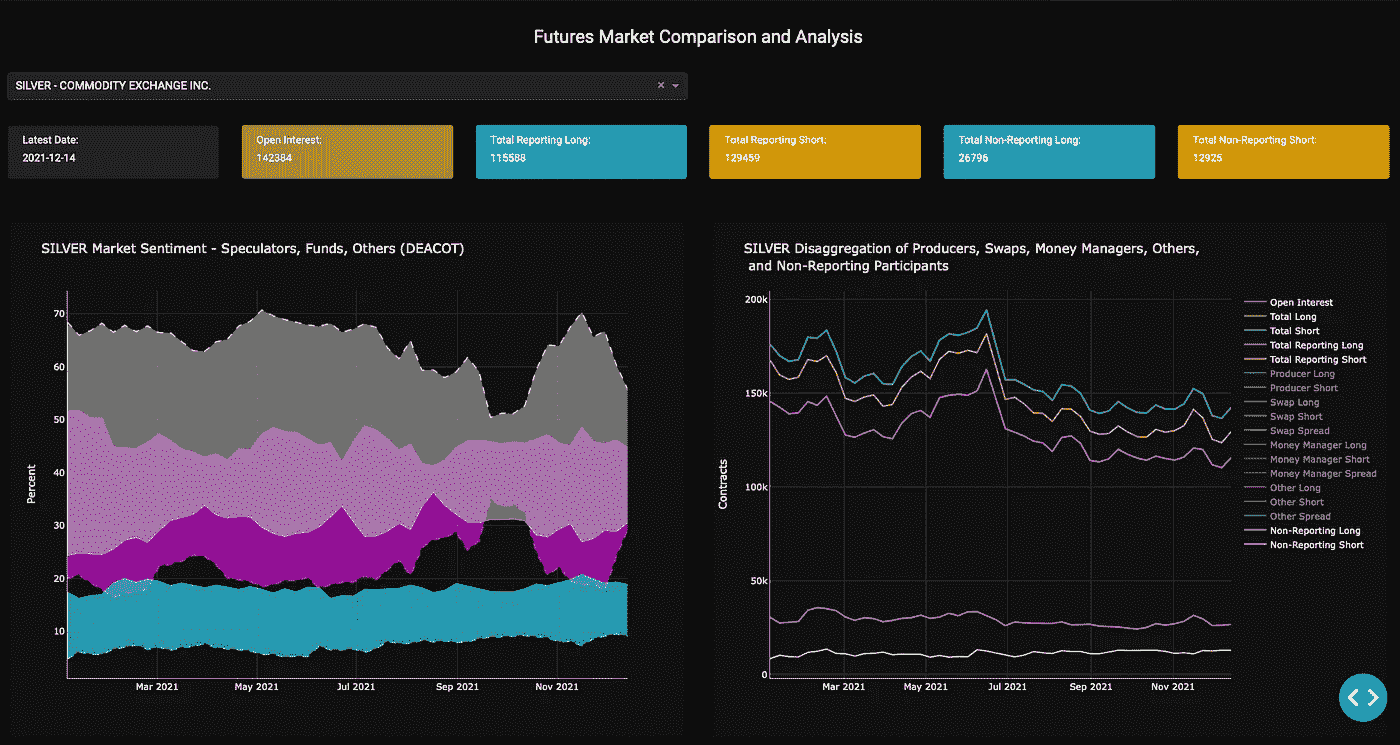 Futures Market Comparison and Analysis
SILVER - COMMODITY EXCHANGE INC.
Latest Date:
2021-12-14
Open Interest:
142384
Total Reporting Long:
115588
Total Reporting Short:
129459
Total Non-Reporting Long:
26796
Total Non-Reporting Short:
12925
SILVER Market Sentiment - Speculators, Funds, Others (DEACOT)
Percent
70
60
50
40
30
20
10
Mar 2021
May 2021
Jul 2021
Sep 2021
Nov 2021
SILVER Disaggregation of Producers, Swaps, Money Managers, Others,
and Non-Reporting Participants
Contracts
200k
150k
100k
50k
0
Mar 2021
May 2021
Jul 2021
Sep 2021
Nov 2021
Open Interest
Total Long
Total Short
Total Reporting Long
Total Reporting Short
Producer Long
Producer Short
Swap Long
Swap Short
Swap Spread
Money Manager Long
Money Manager Short
Money Manager Spread
Other Long
Other Short
Other Spread
Non-Reporting Long
Non-Reporting Short